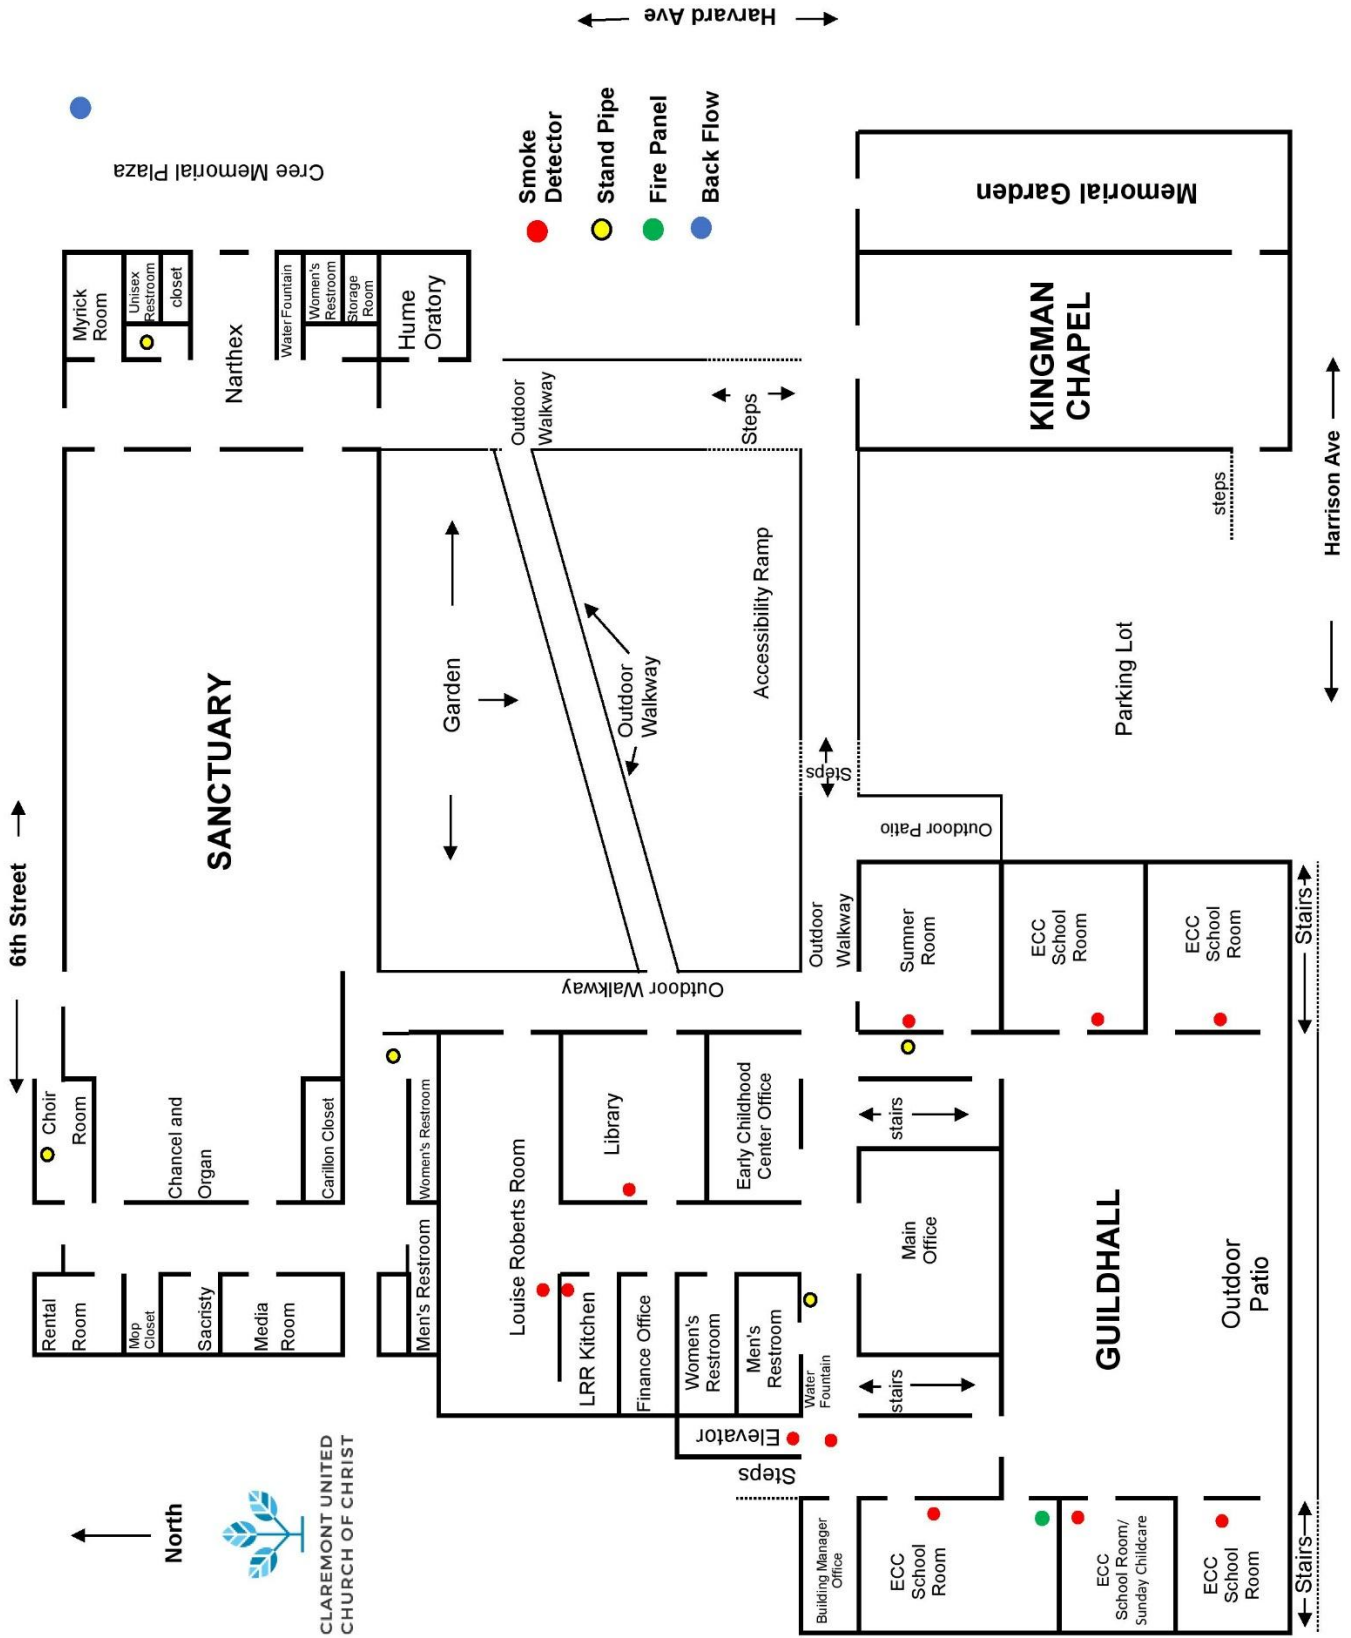 6th Street
North
CLAREMONT UNITED
CHURCH OF CHRIST
Rental
Room
Mop
Closet
Sacristy
Media
Room
Choir
Room
Chancel and
Organ
Carillon Closet
SANCTUARY
Narthex
Myrick
Room
Unisex
Restroom
closet
Water Fountain
Women's
Restroom
Storage
Room
Hume
Oratory
Cree Memorial Plaza
Harvard Ave
Smoke
Detector
Stand Pipe
Fire Panel
Back Flow
Men's Restroom
Women's Restroom
Louise Roberts Room
LRR Kitchen
Finance Office
Women's
Restroom
Men's
Restroom
Water
Fountain
Elevator
Steps
Library
Early Childhood
Center Office
Outdoor Walkway
Garden
Outdoor
Walkway
Outdoor
Walkway
Steps
Accessibility Ramp
Steps
Outdoor
Walkway
Outdoor Patio
Building Manager
Office
ECC
School
Room
ECC
School Room/
Sunday Childcare
ECC
School
Room
stairs
Main
Office
stairs
GUILDHALL
Outdoor
Patio
Sumner
Room
ECC
School
Room
ECC
School
Room
Stairs
Stairs
Parking Lot
steps
KINGMAN
CHAPEL
Memorial Garden
Harrison Ave